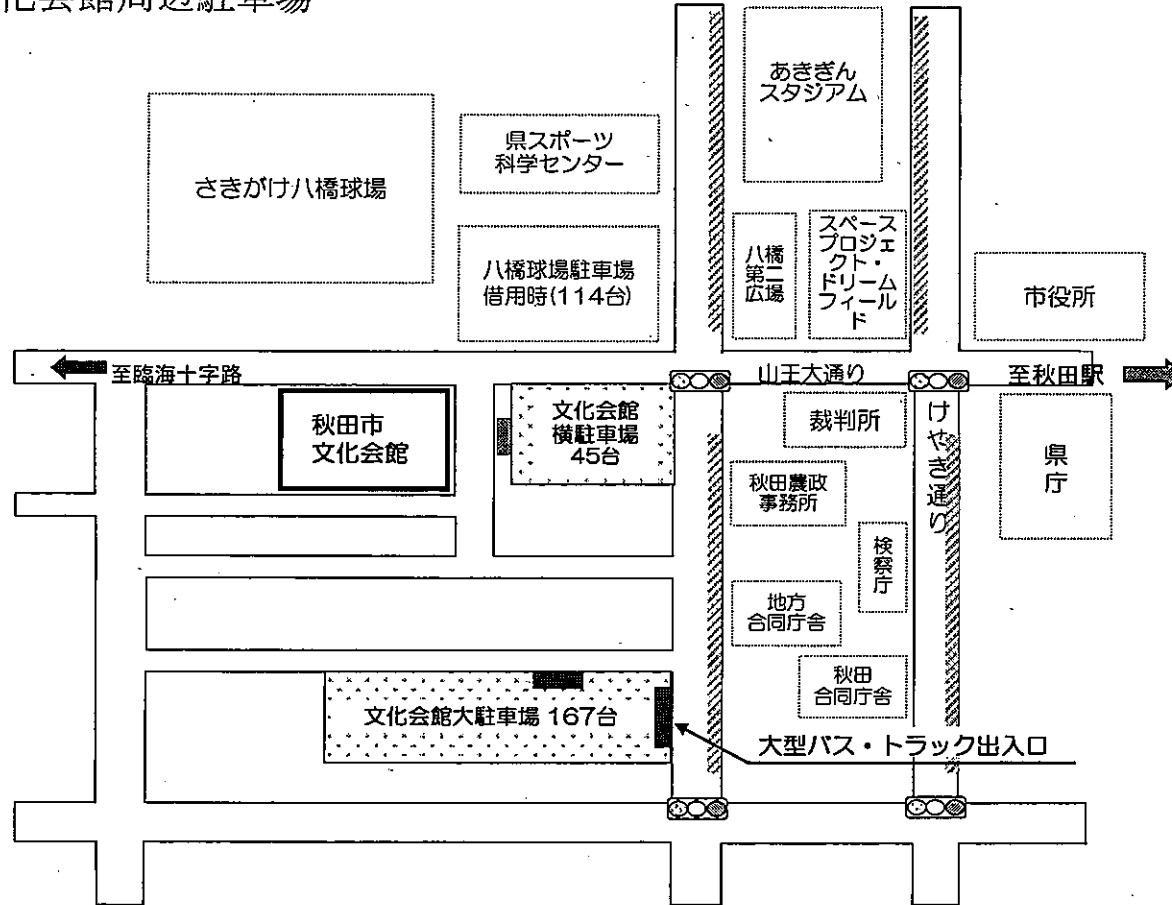 化会館周辺駐車場
あきぎん
スタジアム
県スポーツ
科学センター
さきがけ八橋球場
八橋球場駐車場
借用時(114台)
八橋
第二
広場
スペース
プロジェ
クト・
ドリーム
フィール
ド
市役所
至臨海十字路
山王大通り
至秋田駅
秋田市
文化会館
文化会館
横駐車場
45台
裁判所
けやき通り
県庁
秋田農政
事務所
検察庁
地方
合同庁舎
秋田
合同庁舎
文化会館大駐車場 167台
大型バス・トラック出入口